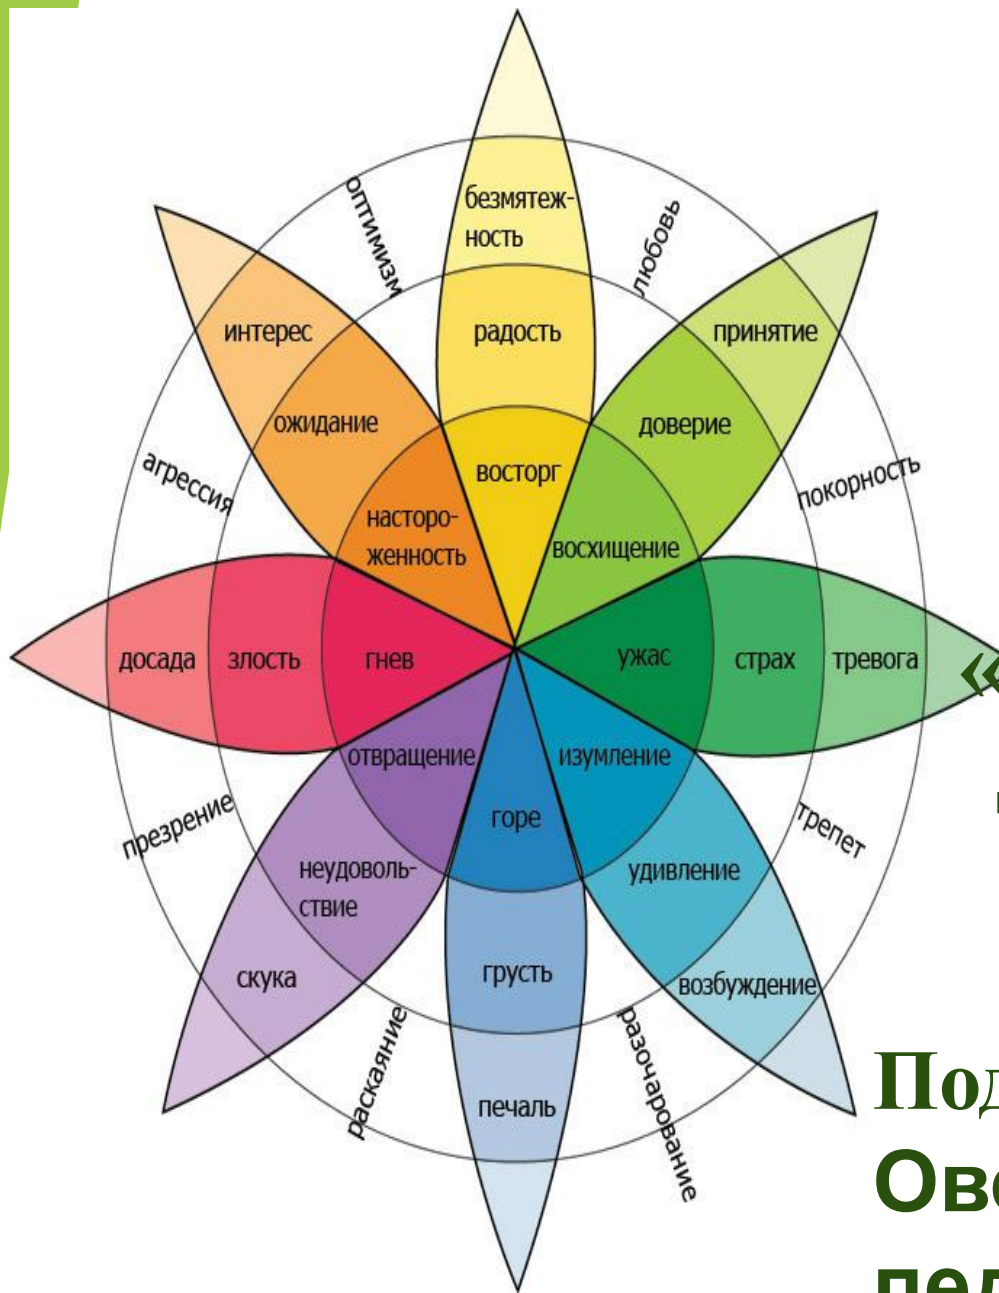 безмятеж-
ность
оптимизм
любовь
интерес
радость
принятие
ожидание
доверие
агрессия
восторг
покорность
насторо-
женность
восхищение
досада
злость
гнев
ужас
страх
тревога
«
отвращение
изумление
горе
презрение
трепет
неудоволь-
ствие
удивление
скука
грусть
возбуждение
раскаяние
разочарование
печаль